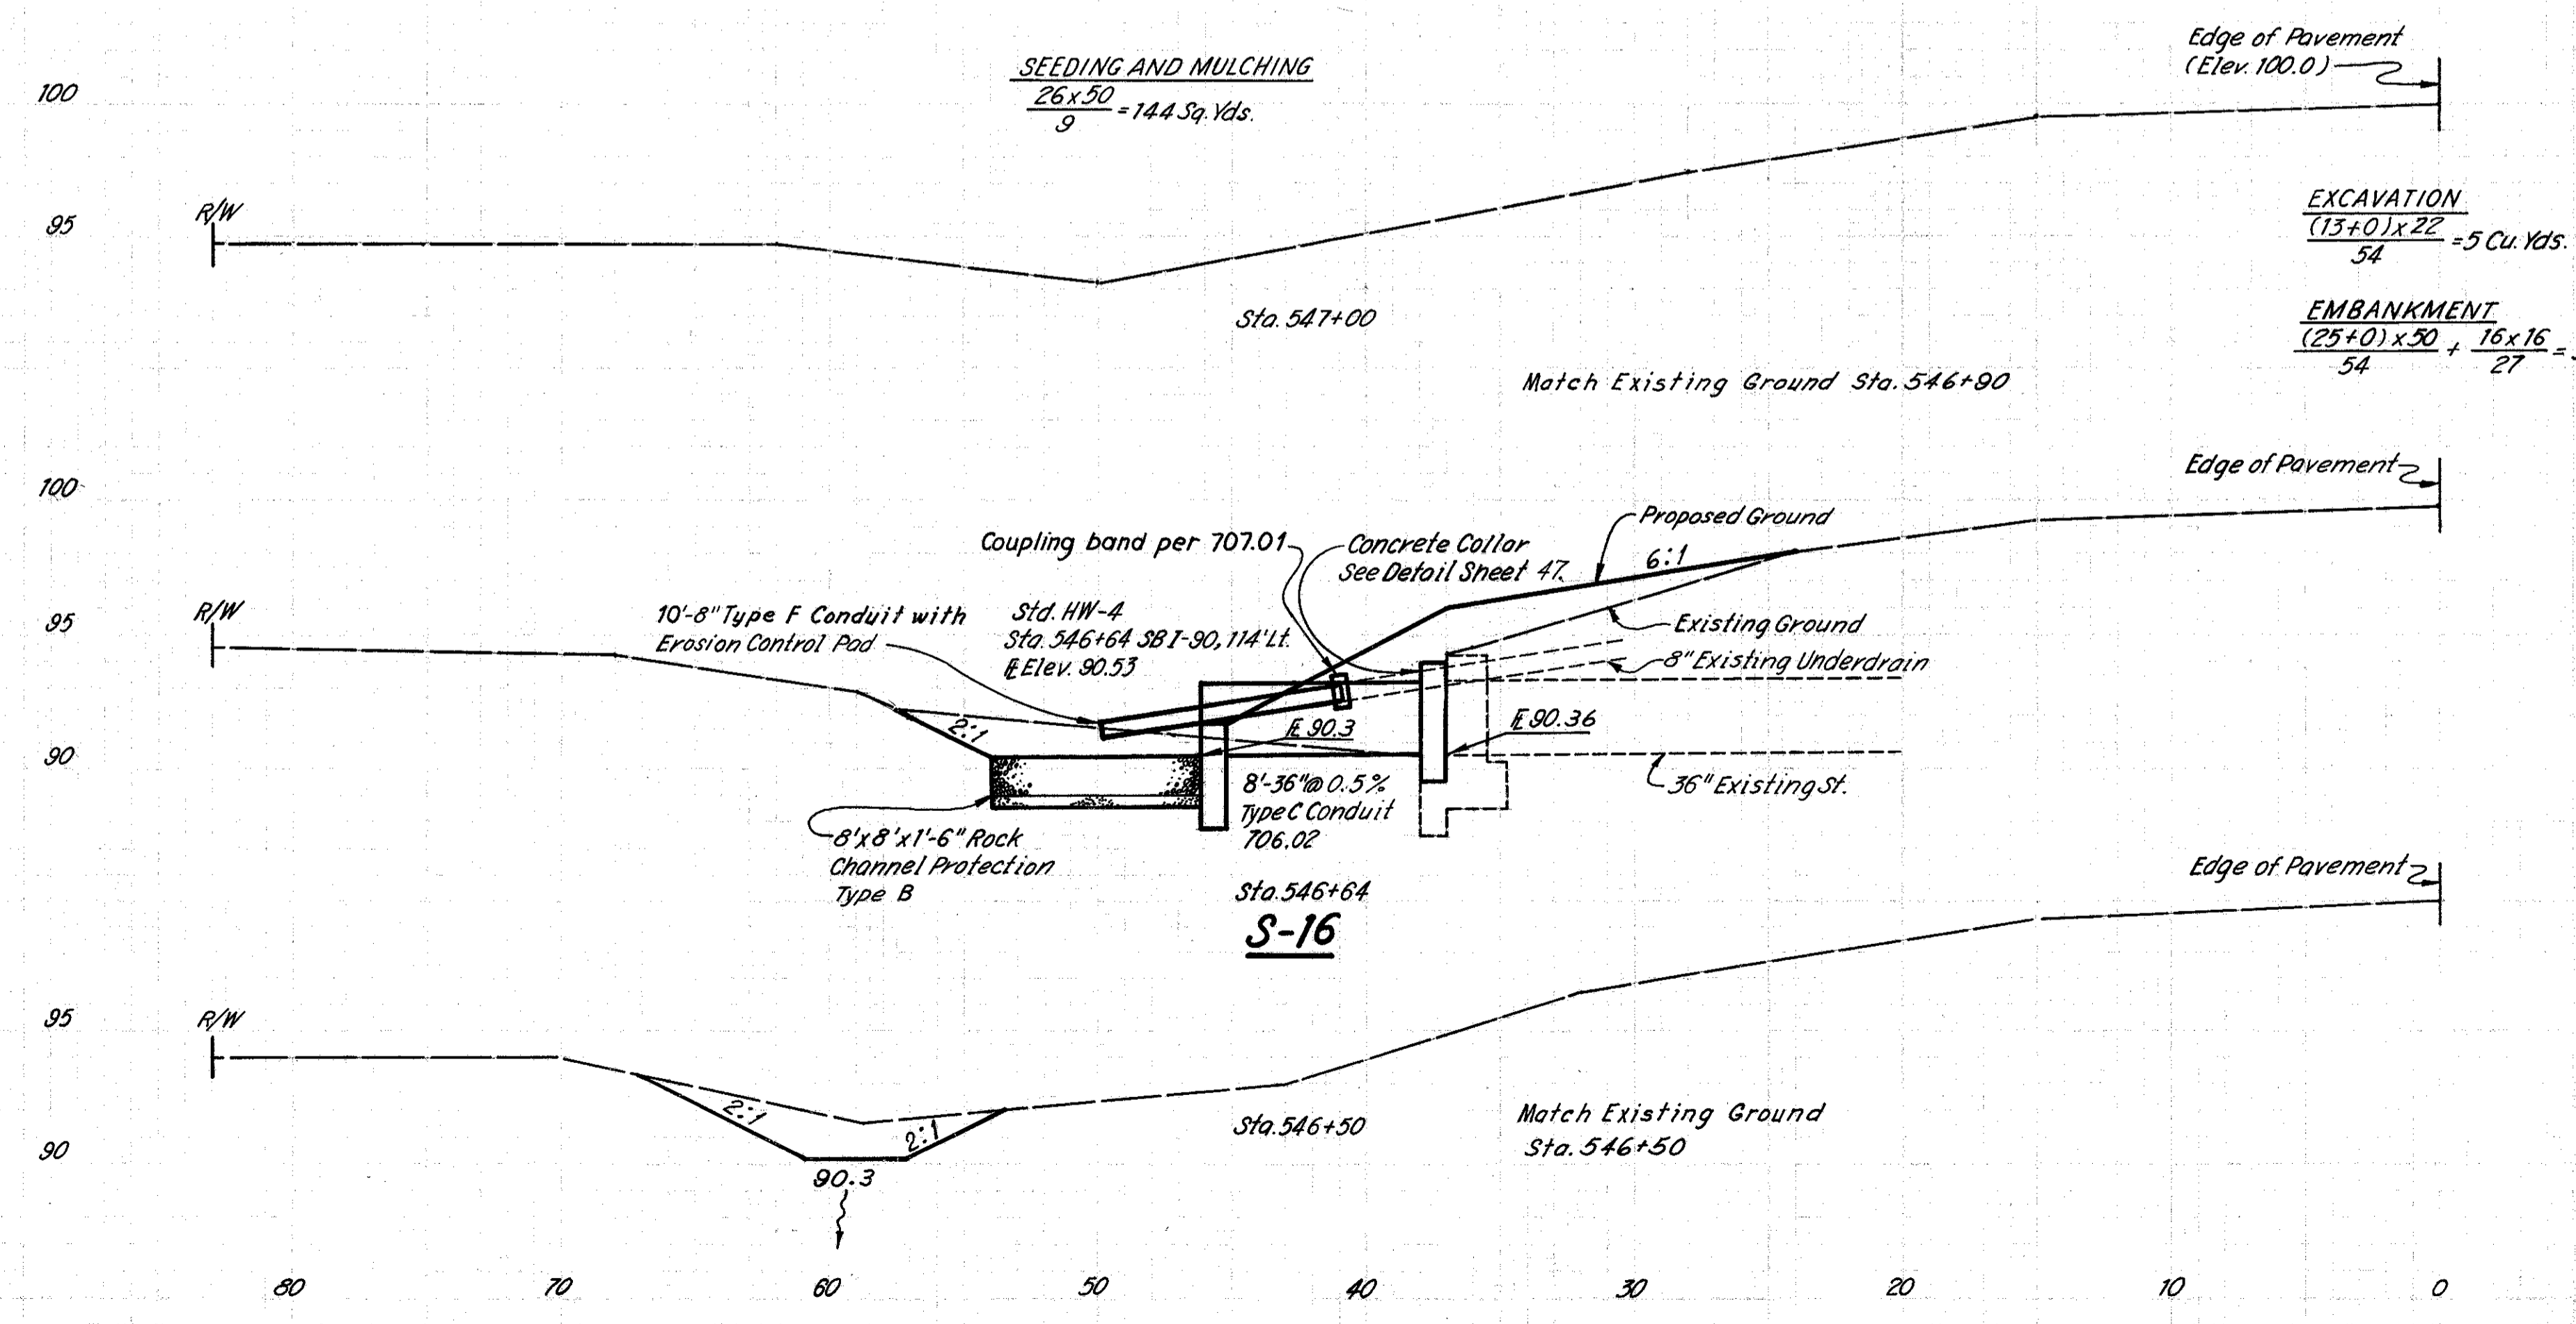 SEEDING AND MULCHING
26x50
9
=144 Sq. Yds.
Edge of Pavement
(Elev. 100.0)
100
95
R/W
EXCAVATION
(13+0)x22
54
=5 Cu. Yds.
Sta. 547+00
EMBANKMENT
(25+0)x50
54
+
16x16
27
=
Match Existing Ground Sta. 546+90
100
Edge of Pavement
Proposed Ground
Coupling band per 707.01
Concrete Collar
See Detail Sheet 47.
6:1
95
R/W
10'-8" Type F Conduit with
Erosion Control Pad
Std. HW-4
Sta. 546+64 SB I-90, 114' Lt.
℄ Elev. 90.53
Existing Ground
8" Existing Underdrain
2:1
℄ 90.3
℄ 90.36
90
8'-36" @ 0.5%
Type C Conduit
706.02
36" Existing St.
8'x8'x1'-6" Rock
Channel Protection
Type B
Sta. 546+64
S-16
Edge of Pavement
95
R/W
2:1
2:1
Sta. 546+50
Match Existing Ground
Sta. 546+50
90
90.3
80 70 60 50 40 30 20 10 0